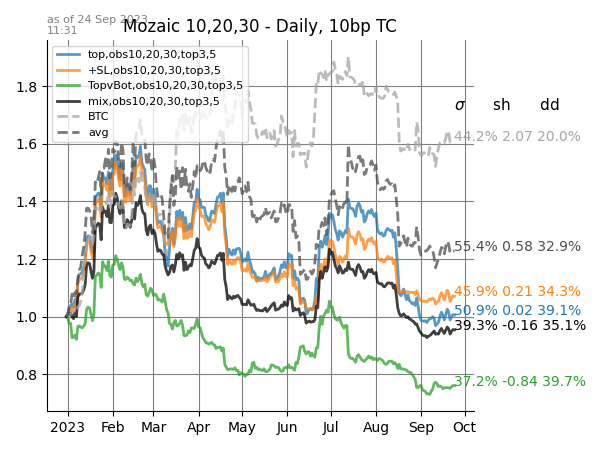 as of 24 Sep 2023
11:31
Mozaic 10,20,30 - Daily, 10bp TC
top,obs10,20,30,top3,5
+SL,obs10,20,30,top3,5
TopvBot,obs10,20,30,top3,5
mix,obs10,20,30,top3,5
BTC
avg
σ sh dd
44.2% 2.07 20.0%
55.4% 0.58 32.9%
45.9% 0.21 34.3%
50.9% 0.02 39.1%
39.3% -0.16 35.1%
37.2% -0.84 39.7%
1.8
1.6
1.4
1.2
1.0
0.8
2023 Feb Mar Apr May Jun Jul Aug Sep Oct